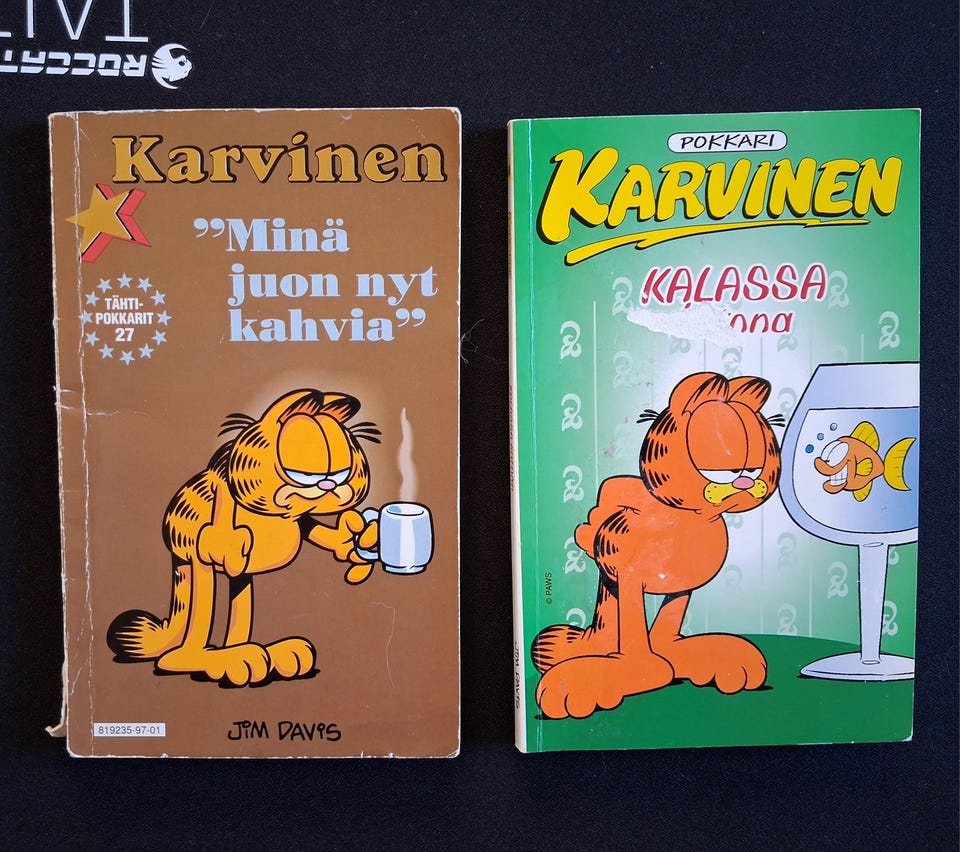 ROCCAT
Karvinen
”Minä
juon nyt
kahvia”
TÄHTI-
POKKARIT
27
819235-97-01
JIM DAVIS
POKKARI
KARVINEN
KALASSA
© PAWS
JIM DAVIS